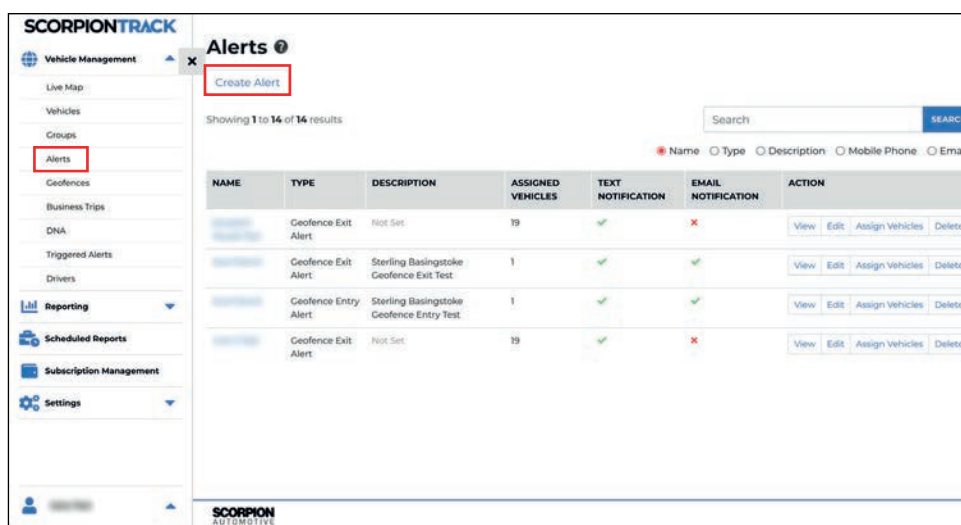 SCORPIONTRACK
Vehicle Management
Live Map
Vehicles
Groups
Alerts
Geofences
Business Trips
DNA
Triggered Alerts
Drivers
Reporting
Scheduled Reports
Subscription Management
Settings
Alerts ?
Create Alert
Showing 1 to 14 of 14 results
Search
SEARC
Name Type Description Mobile Phone Ema
NAME TYPE DESCRIPTION ASSIGNED VEHICLES TEXT NOTIFICATION EMAIL NOTIFICATION ACTION
Geofence Exit Alert Not Set 19 View Edit Assign Vehicles Delete
Geofence Exit Alert Sterling Basingstoke Geofence Exit Test 1 View Edit Assign Vehicles Delete
Geofence Entry Alert Sterling Basingstoke Geofence Entry Test 1 View Edit Assign Vehicles Delete
Geofence Exit Alert Not Set 19 View Edit Assign Vehicles Delete
SCORPION
AUTOMOTIVE